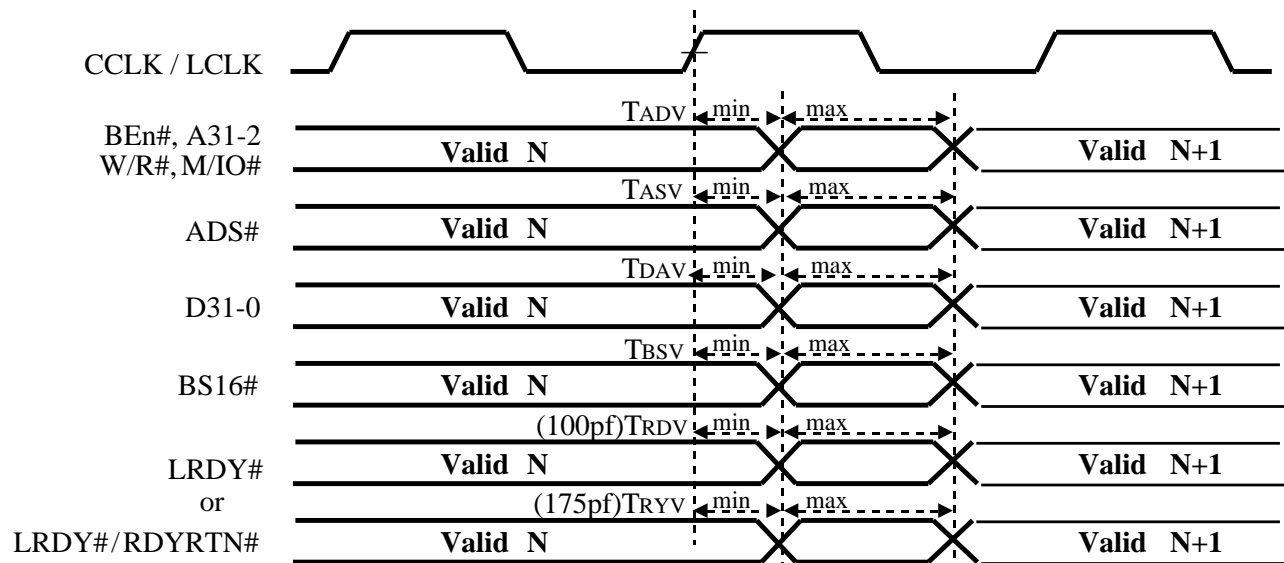 CCLK / LCLK
TADV min max
BEn#, A31-2
W/R#, M/IO#
Valid N Valid N+1
TASV min max
ADS# Valid N Valid N+1
TDAV min max
D31-0 Valid N Valid N+1
TBSV min max
BS16# Valid N Valid N+1
(100pf)TRDV min max
LRDY# Valid N Valid N+1
or
(175pf)TRYV min max
LRDY#/RDYRTN# Valid N Valid N+1